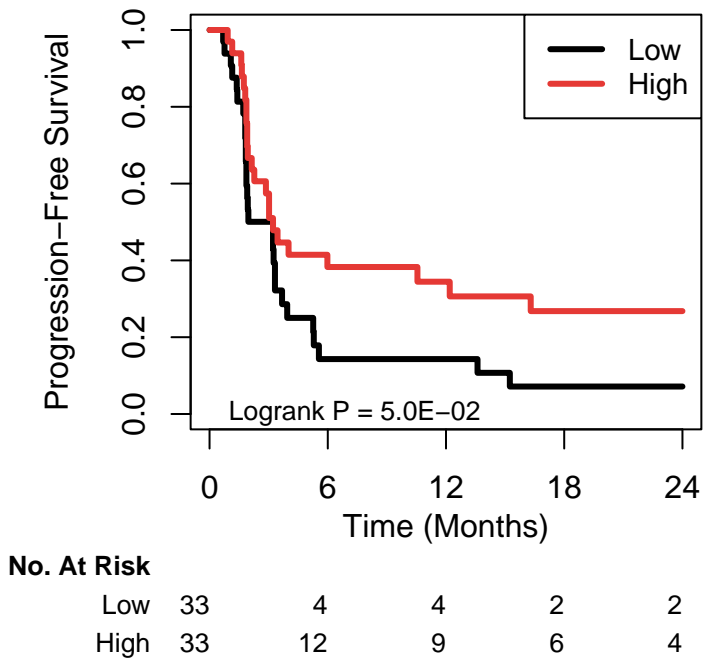 Low
High
Progression−Free Survival
1.0
0.8
0.6
0.4
0.2
0.0
Logrank P = 5.0E−02
0 6 12 18 24
Time (Months)
No. At Risk
Low 33 4 4 2 2
High 33 12 9 6 4